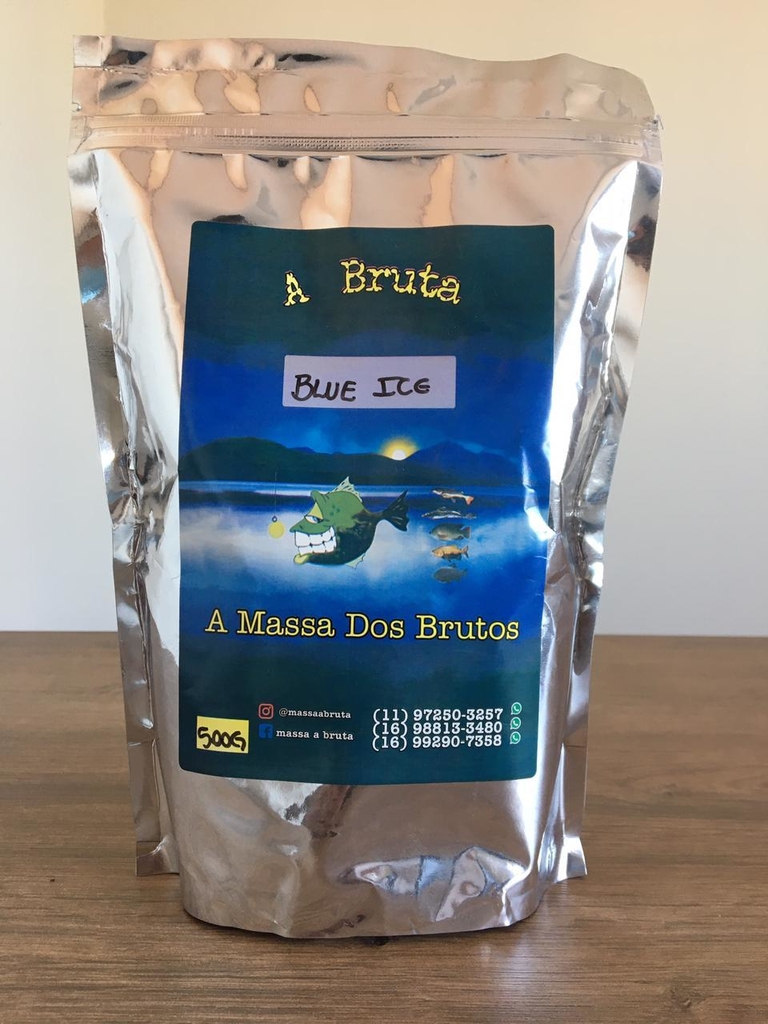 A Bruta
BLUE ICE
A Massa Dos Brutos
@massaabruta
massa a bruta
500G
(11) 97250-3257
(16) 98813-3480
(16) 99290-7358